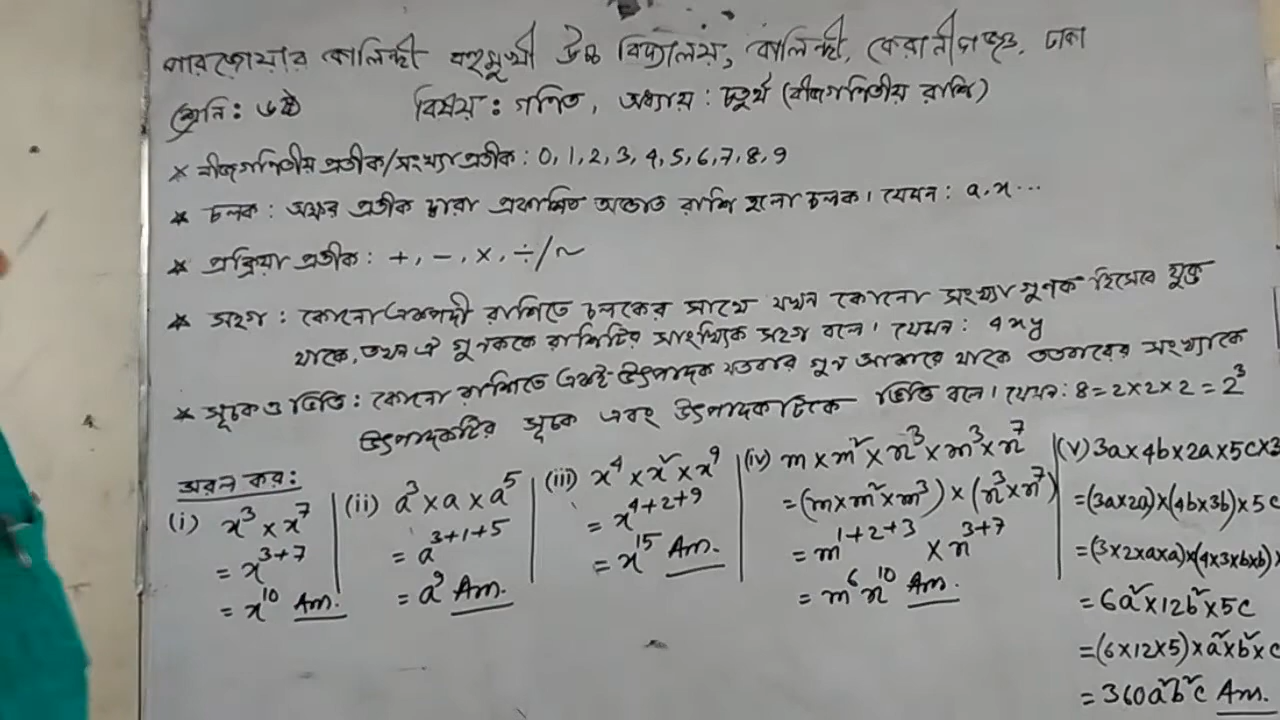 পারজোয়ার কালিন্দী বহুমূখী উচ্চ বিদ্যালয়, কালিন্দী, কেরানীগঞ্জ, ঢাকা
শ্রেনি: ৬ষ্ঠ বিষয়: গণিত, অধ্যায়: চতুর্থ (বীজগণিতীয় রাশি)
* বীজগণিতীয় প্রতীক/সংখ্যা প্রতীক: 0, 1, 2, 3, 4, 5, 6, 7, 8, 9
* চলক: অক্ষর প্রতীক দ্বারা প্রকাশিত অজ্ঞাত রাশি হলো চলক। যেমন: a, x ...
* প্রক্রিয়া প্রতীক: +, −, ×, ÷/~
* সহগ: কোনো একপদী রাশিতে চলকের সাথে যখন কোনো সংখ্যা গুণক হিসেবে যুক্ত
থাকে, তখন ঐ গুনককে রাশিটির সাংখ্যিক সহগ বলে। যেমন: 4xy
* সূচক ও ভিত্তি: কোনো রাশিতে একই উৎপাদক যতবার গুন আকারে থাকে ততবারের সংখ্যাকে
উৎপাদকটির সূচক এবং উৎপাদকটিকে ভিত্তি বলে। যেমন: 8 = 2×2×2 = 2³
সরল কর:
(i) x³ × x⁷
= x³⁺⁷
= x¹⁰ Ans.
(ii) a³ × a × a⁵
= a³⁺¹⁺⁵
= a⁹ Ans.
(iii) x⁴ × x² × x⁹
= x⁴⁺²⁺⁹
= x¹⁵ Ans.
(iv) m × m² × n³ × m³ × n⁷
= (m × m² × m³) × (n³ × n⁷)
= m¹⁺²⁺³ × n³⁺⁷
= m⁶ n¹⁰ Ans.
(v) 3a×4b×2a×5c×3
= (3a×2a)×(4b×3b)×5c
= (3×2×a×a)×(4×3×b×b)×
= 6a²×12b²×5c
= (6×12×5)×a²×b²×c
= 360a²b²c Ans.